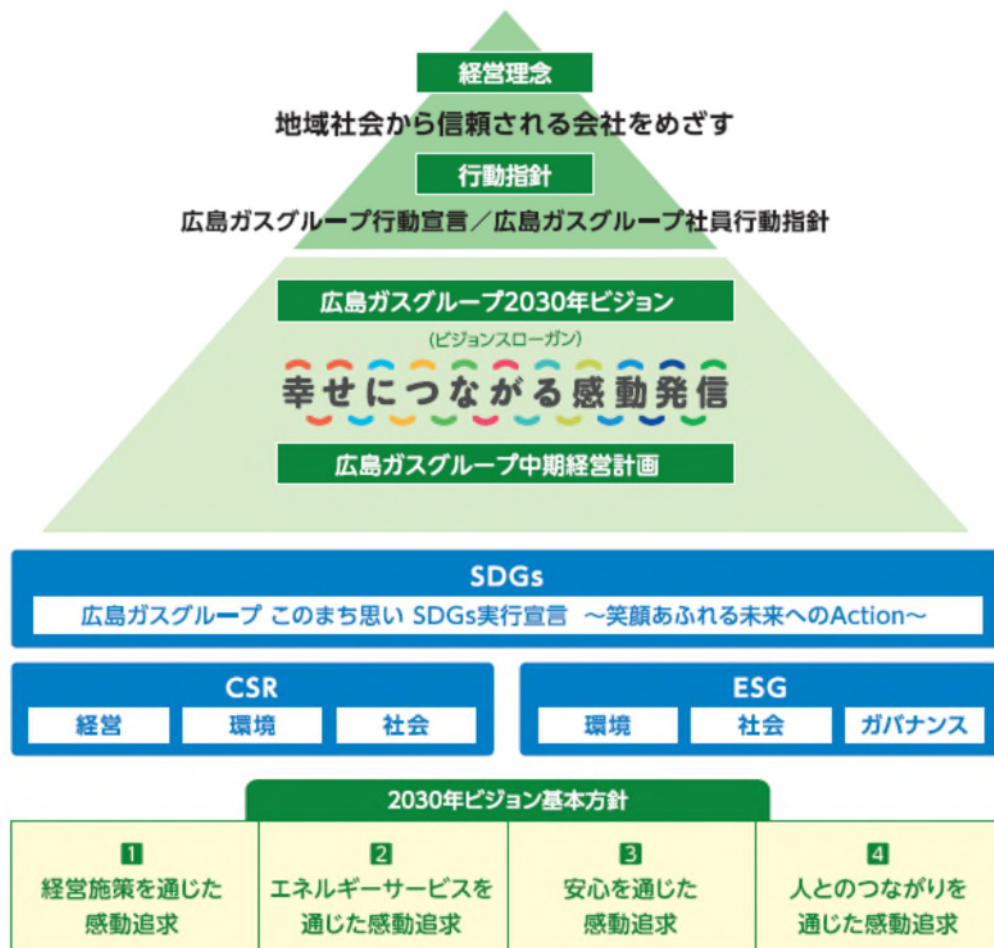 経営理念
地域社会から信頼される会社をめざす
行動指針
広島ガスグループ行動宣言／広島ガスグループ社員行動指針
広島ガスグループ2030年ビジョン
(ビジョンスローガン)
幸せにつながる感動発信
広島ガスグループ中期経営計画
SDGs
広島ガスグループ このまち思い SDGs実行宣言 ～笑顔あふれる未来へのAction～
CSR
経営 環境 社会
ESG
環境 社会 ガバナンス
2030年ビジョン基本方針
1
経営施策を通じた
感動追求
2
エネルギーサービスを
通じた感動追求
3
安心を通じた
感動追求
4
人とのつながりを
通じた感動追求